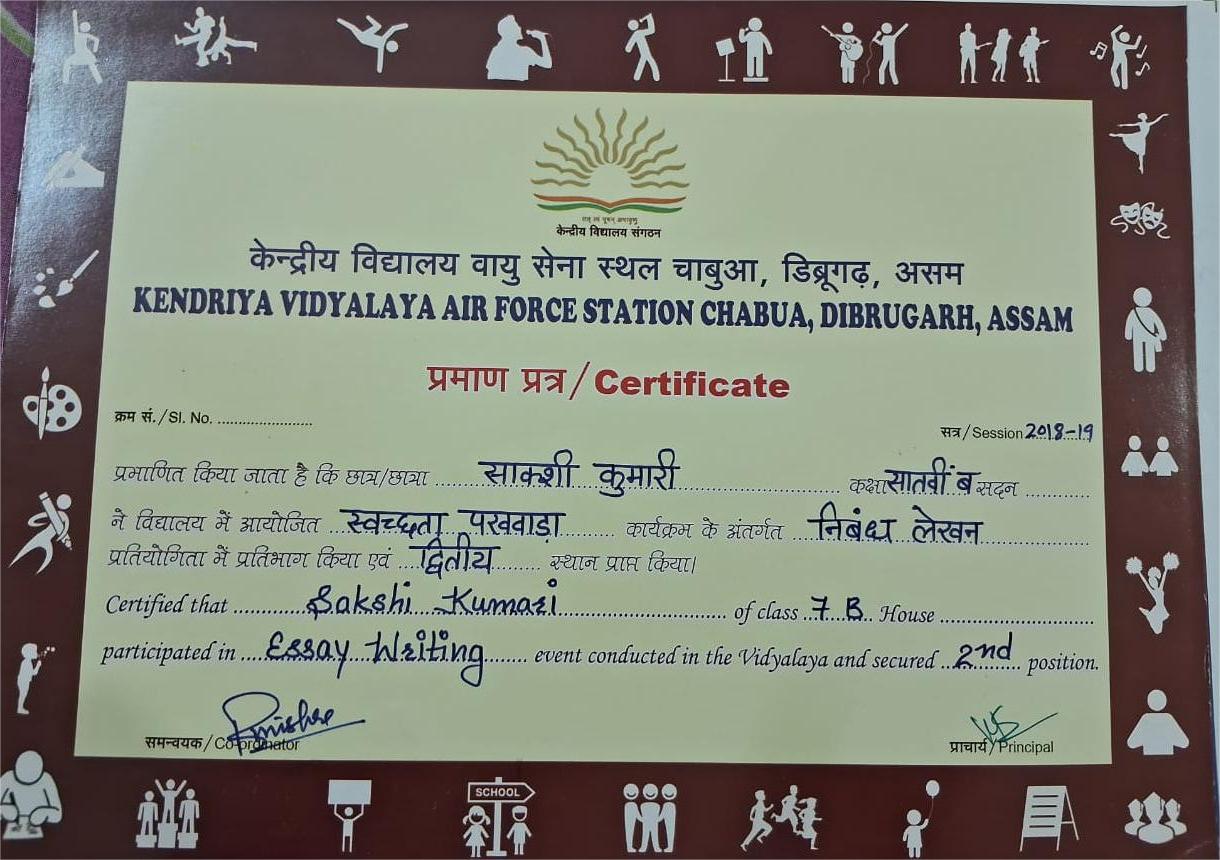 केन्द्रीय विद्यालय संगठन
केन्द्रीय विद्यालय वायु सेना स्थल चाबुआ, डिब्रूगढ़, असम
KENDRIYA VIDYALAYA AIR FORCE STATION CHABUA, DIBRUGARH, ASSAM
प्रमाण प्रत्र/Certificate
क्रम सं./Sl. No. ........................
सत्र/Session 2018-19
प्रमाणित किया जाता है कि छात्र/छात्रा ...... साक्शी कुमारी ...... कक्षा सातवीं ब सदन ......
ने विद्यालय में आयोजित ... स्वच्छता पखवाड़ा ...... कार्यक्रम के अंतर्गत ... निबंध लेखन ......
प्रतियोगिता में प्रतिभाग किया एवं ... द्वितीय ...... स्थान प्राप्त किया।
Certified that ...... Sakshi Kumari ...... of class ... 7 B ... House ......
participated in ... Essay Writing ...... event conducted in the Vidyalaya and secured ... 2nd ... position.
समन्वयक/Co-ordinator
प्राचार्य/Principal
SCHOOL